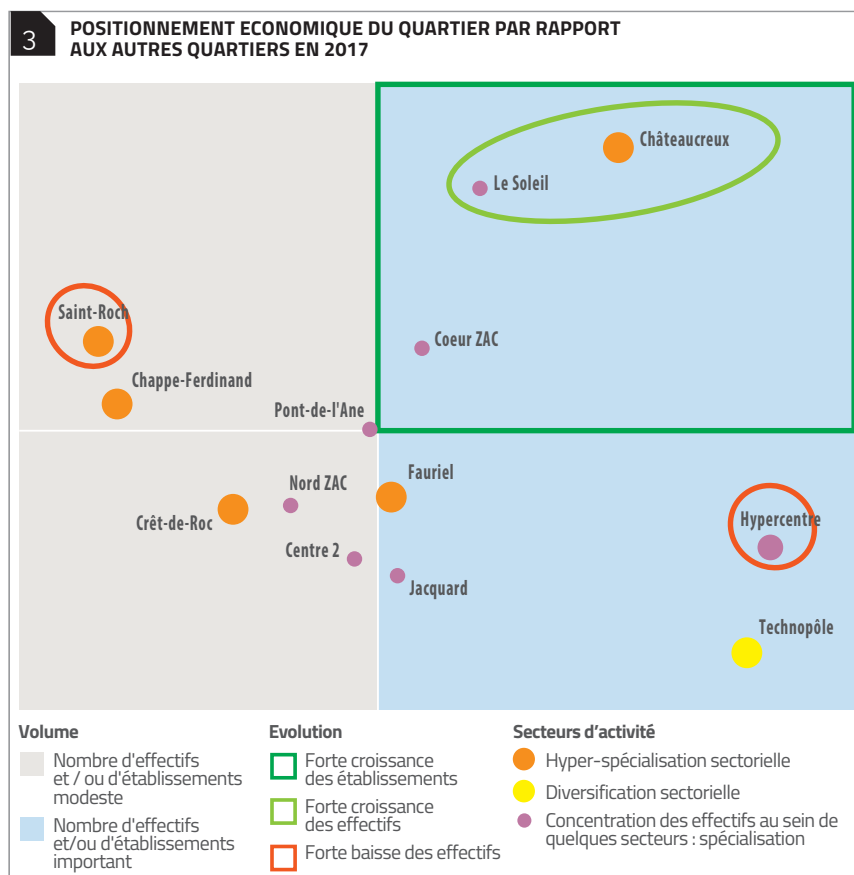 3
POSITIONNEMENT ECONOMIQUE DU QUARTIER PAR RAPPORT
AUX AUTRES QUARTIERS EN 2017
Châteaucreux
Le Soleil
Saint-Roch
Coeur ZAC
Chappe-Ferdinand
Pont-de-l'Ane
Fauriel
Nord ZAC
Hypercentre
Crêt-de-Roc
Centre 2
Jacquard
Technopôle
Volume
Nombre d'effectifs
et / ou d'établissements
modeste
Nombre d'effectifs
et/ou d'établissements
important
Evolution
Forte croissance
des établissements
Forte croissance
des effectifs
Forte baisse des effectifs
Secteurs d’activité
Hyper-spécialisation sectorielle
Diversification sectorielle
Concentration des effectifs au sein de
quelques secteurs : spécialisation